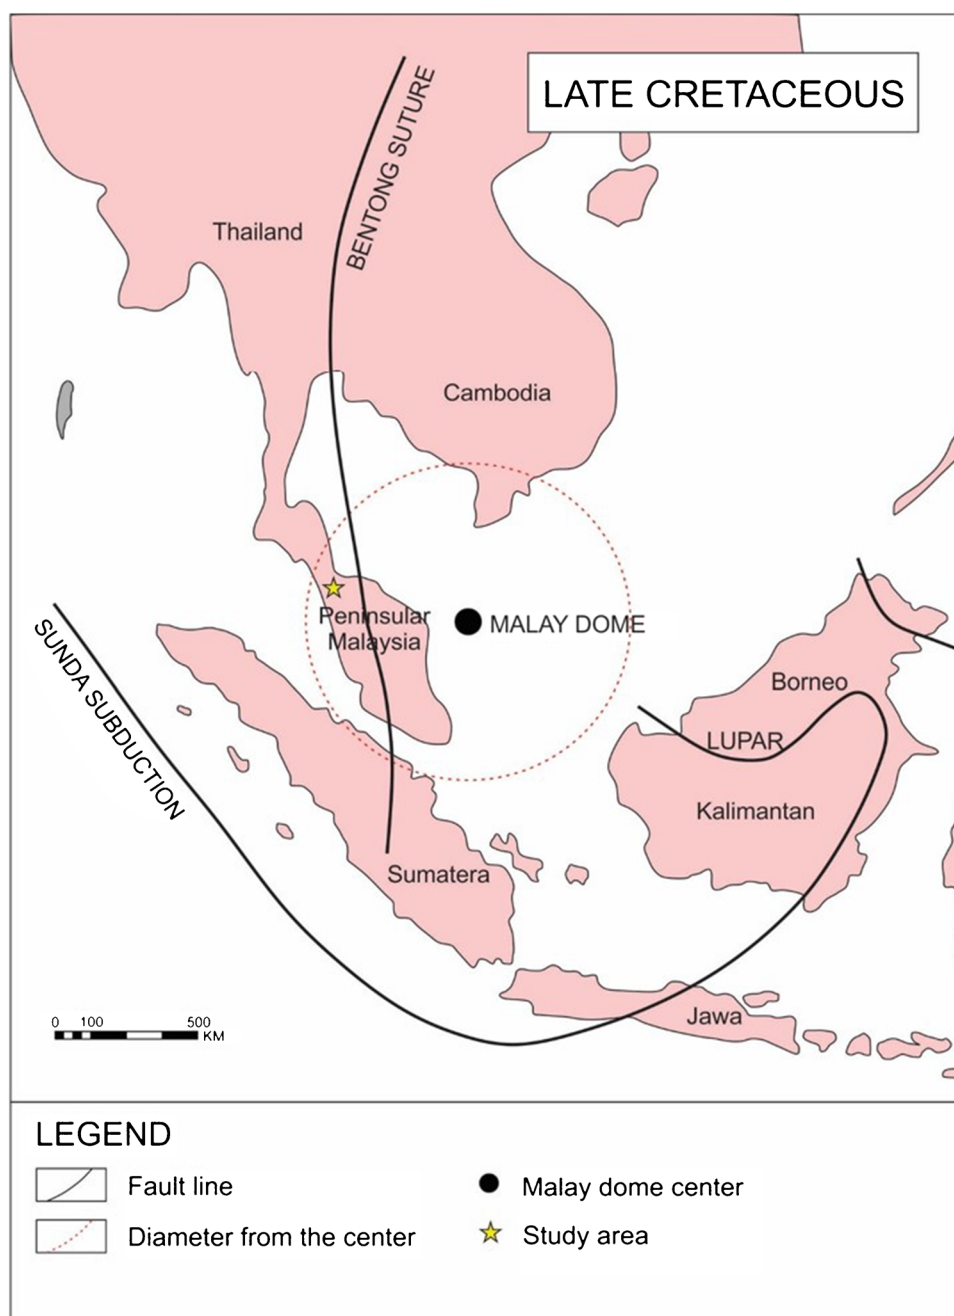 LATE CRETACEOUS
BENTONG SUTURE
Thailand
Cambodia
Peninsular
Malaysia
MALAY DOME
SUNDA SUBDUCTION
Borneo
LUPAR
Kalimantan
Sumatera
Jawa
0 100 500
KM
LEGEND
Fault line
Malay dome center
Diameter from the center
Study area